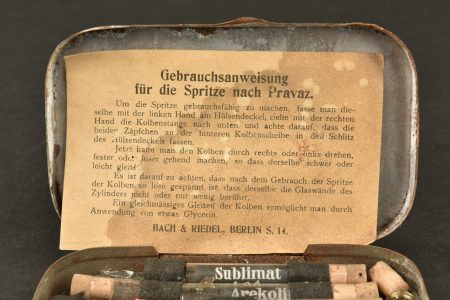 Gebrauchsanweisung
für die Spritze nach Pravaz.
Um die Spritze gebrauchsfähig zu machen, fasse man die-
selbe mit der linken Hand am Hülsendeckel, ziehe mit der rechten
Hand die Kolbenstange nach unten und achte darauf, dass die
beiden Zäpfchen an der hinteren Kolbenscheibe in den Schlitz
des Hülsendeckels fassen.
Jetzt kann man den Kolben durch rechts oder links drehen,
fester oder loser gehend machen, so dass derselbe schwer oder
leicht gleitet.
Es ist darauf zu achten, dass nach dem Gebrauch der Spritze
der Kolben so lose gespannt ist, dass derselbe die Glaswände des
Zylinders nicht oder nur wenig berührt.
Ein gleichmässiges Gleiten der Kolben ermöglicht man durch
Anwendung von etwas Glycerin.
BACH & RIEDEL, BERLIN S. 14.
Sublimat
Arekolin